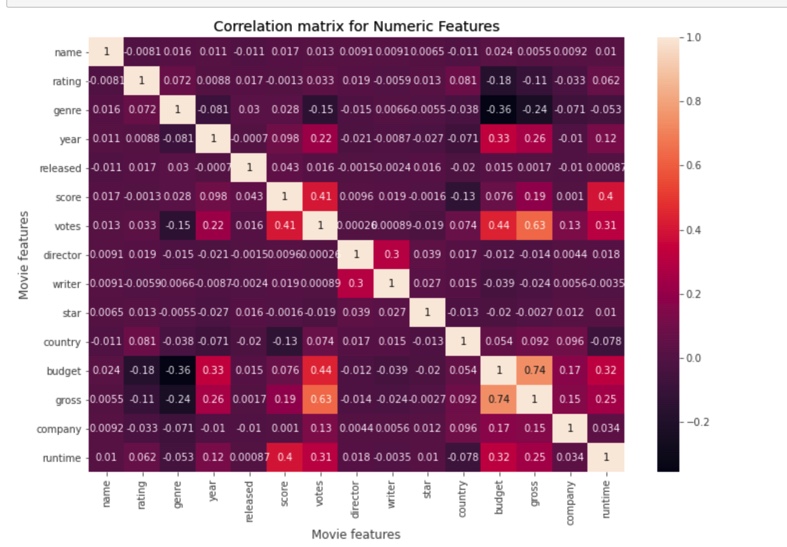 Correlation matrix for Numeric Features
Movie features
name 1 -0.0081 0.016 0.011 -0.011 0.017 0.013 0.0091 0.0091 0.0065 -0.011 0.024 0.0055 0.0092 0.01
rating -0.0081 1 0.072 0.0088 0.017 -0.0013 0.033 0.019 -0.0059 0.013 0.081 -0.18 -0.11 -0.033 0.062
genre 0.016 0.072 1 -0.081 0.03 0.028 -0.15 -0.015 0.0066 -0.0055 -0.038 -0.36 -0.24 -0.071 -0.053
year 0.011 0.0088 -0.081 1 -0.0007 0.098 0.22 -0.021 -0.0087 -0.027 -0.071 0.33 0.26 -0.01 0.12
released -0.011 0.017 0.03 -0.0007 1 0.043 0.016 -0.0015 -0.0024 0.016 -0.02 0.015 0.0017 -0.01 0.00087
score 0.017 -0.0013 0.028 0.098 0.043 1 0.41 0.0096 0.019 -0.0016 -0.13 0.076 0.19 0.001 0.4
votes 0.013 0.033 -0.15 0.22 0.016 0.41 1 0.00026 0.00089 -0.019 0.074 0.44 0.63 0.13 0.31
director -0.0091 0.019 -0.015 -0.021 -0.0015 0.0096 0.00026 1 0.3 0.039 0.017 -0.012 -0.014 0.0044 0.018
writer -0.0091 -0.0059 0.0066 -0.0087 -0.0024 0.019 0.00089 0.3 1 0.027 0.015 -0.039 -0.024 0.0056 -0.0035
star 0.0065 0.013 -0.0055 -0.027 0.016 -0.0016 -0.019 0.039 0.027 1 -0.013 -0.02 -0.0027 0.012 0.01
country -0.011 0.081 -0.038 -0.071 -0.02 -0.13 0.074 0.017 0.015 -0.013 1 0.054 0.092 0.096 -0.078
budget 0.024 -0.18 -0.36 0.33 0.015 0.076 0.44 -0.012 -0.039 -0.02 0.054 1 0.74 0.17 0.32
gross 0.0055 -0.11 -0.24 0.26 0.0017 0.19 0.63 -0.014 -0.024 -0.0027 0.092 0.74 1 0.15 0.25
company 0.0092 -0.033 -0.071 -0.01 -0.01 0.001 0.13 0.0044 0.0056 0.012 0.096 0.17 0.15 1 0.034
runtime 0.01 0.062 -0.053 0.12 0.00087 0.4 0.31 0.018 -0.0035 0.01 -0.078 0.32 0.25 0.034 1
name rating genre year released score votes director writer star country budget gross company runtime
Movie features
1.0
0.8
0.6
0.4
0.2
0.0
-0.2